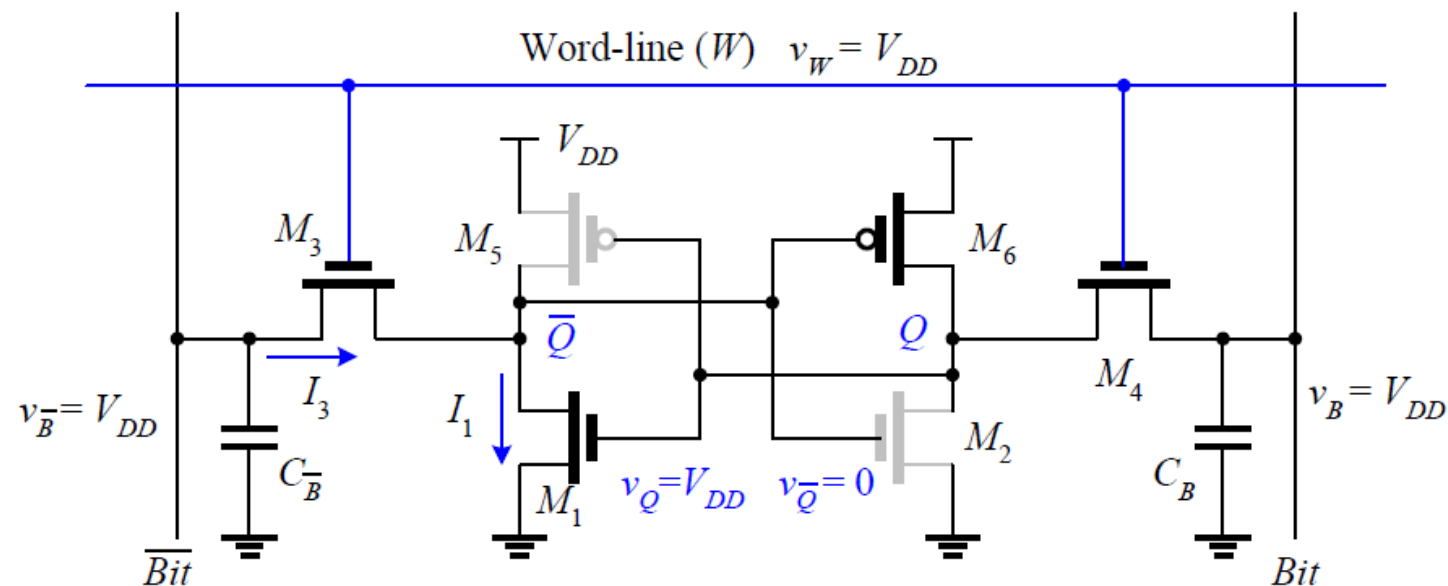 Word-line (W) v_W = V_DD
V_DD
M_3
M_5
M_6
Q̅
Q
M_4
I_3
v_B̅ = V_DD
I_1
M_2
v_B = V_DD
C_B̅
M_1
v_Q = V_DD
v_Q̅ = 0
C_B
B̅i̅t̅
Bit